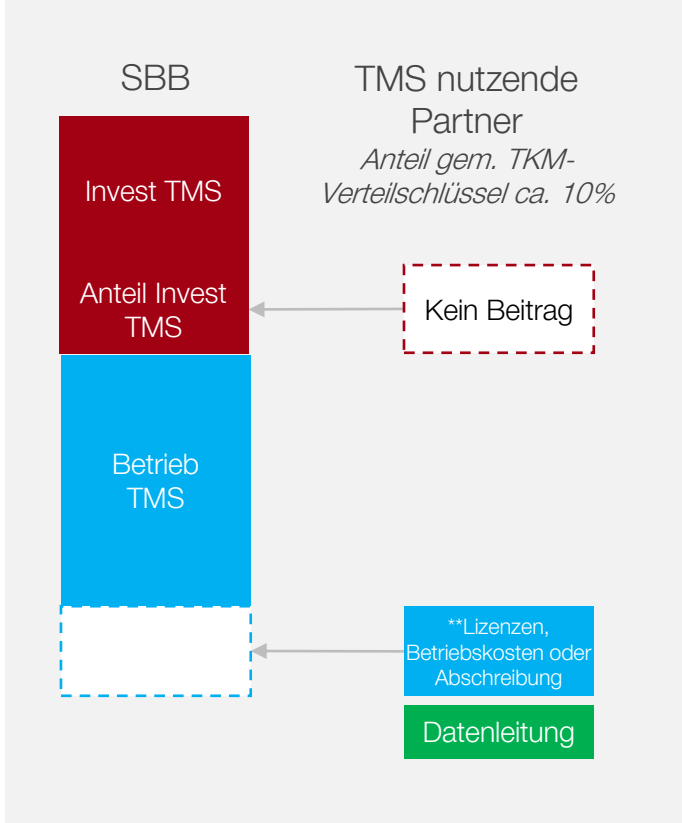 SBB
TMS nutzende
Partner
Anteil gem. TKM-
Verteilschlüssel ca. 10%
Invest TMS
Anteil Invest
TMS
Kein Beitrag
Betrieb
TMS
**Lizenzen,
Betriebskosten oder
Abschreibung
Datenleitung